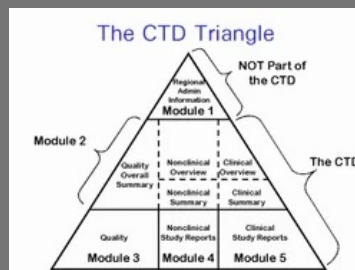 The CTD Triangle
NOT Part of
the CTD
Regional
Admin
Information
Module 1
Module 2
The CTD
Quality
Overall
Summary
Nonclinical
Overview
Clinical
Overview
Nonclinical
Summary
Clinical
Summary
Quality
Module 3
Nonclinical
Study Reports
Module 4
Clinical
Study Reports
Module 5